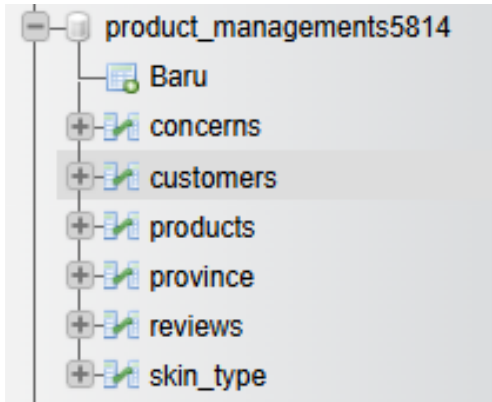 product_managements5814
Baru
concerns
customers
products
province
reviews
skin_type